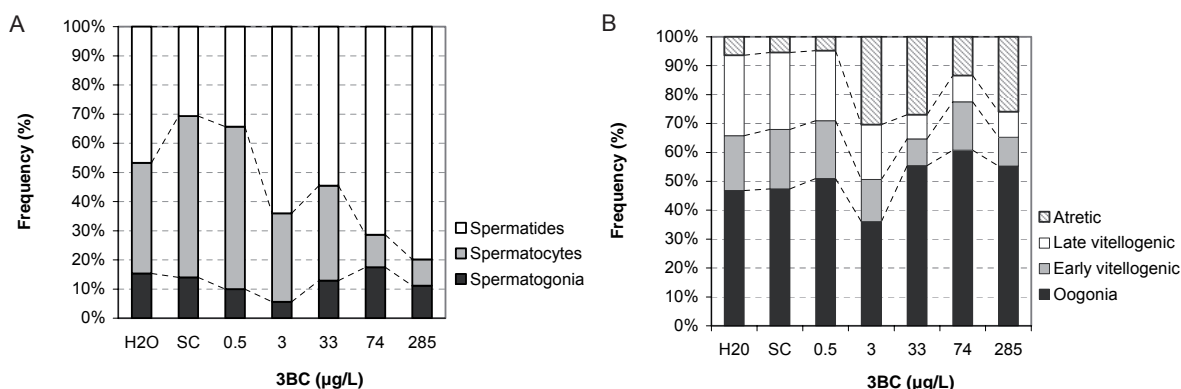 A
100%
90%
80%
70%
60%
50%
40%
30%
20%
10%
0%
Frequency (%)
H2O SC 0.5 3 33 74 285
3BC (µg/L)
Spermatides
Spermatocytes
Spermatogonia
B
100%
90%
80%
70%
60%
50%
40%
30%
20%
10%
0%
Frequency (%)
H20 SC 0.5 3 33 74 285
3BC (µg/L)
Atretic
Late vitellogenic
Early vitellogenic
Oogonia